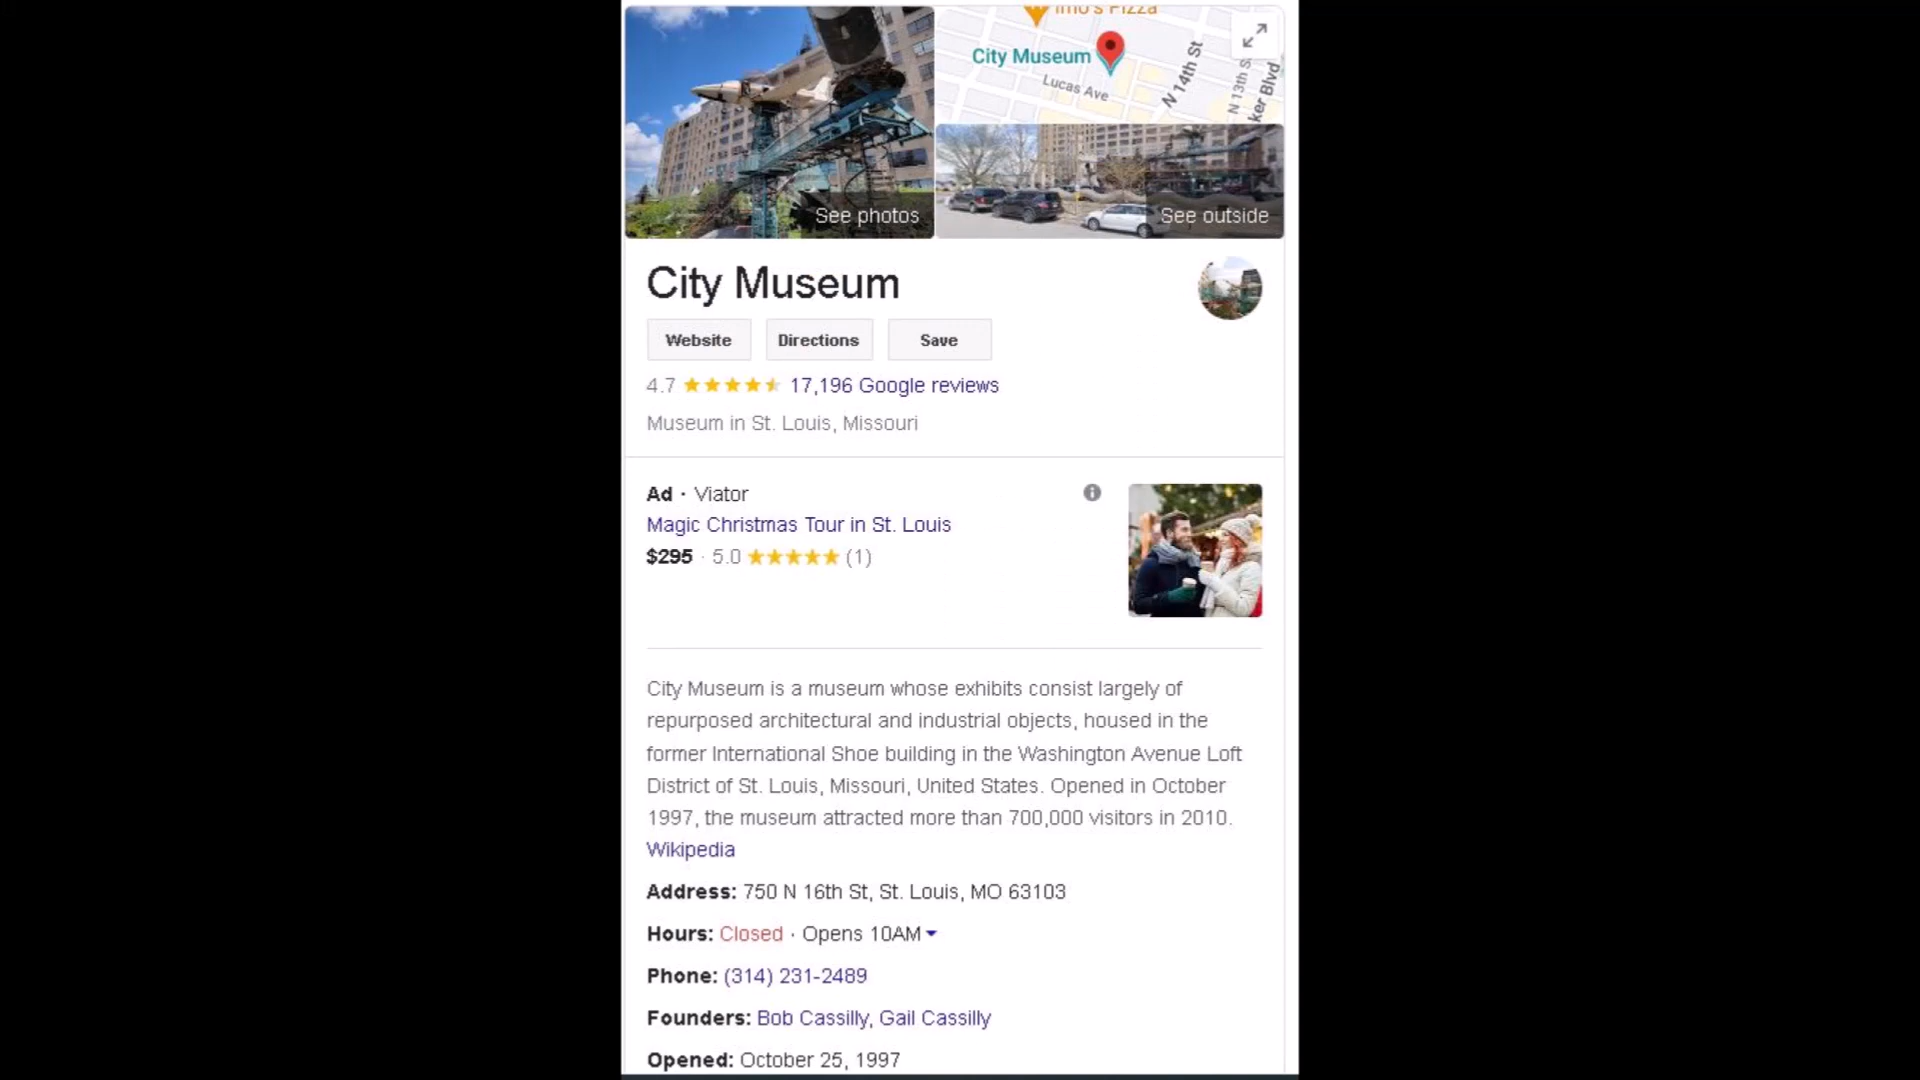 Imo's Pizza
City Museum
Lucas Ave
N 14th St
N 13th S
ker Blvd
See photos
See outside
City Museum
Website Directions Save
4.7 17,196 Google reviews
Museum in St. Louis, Missouri
Ad · Viator
Magic Christmas Tour in St. Louis
$295 · 5.0 (1)
City Museum is a museum whose exhibits consist largely of
repurposed architectural and industrial objects, housed in the
former International Shoe building in the Washington Avenue Loft
District of St. Louis, Missouri, United States. Opened in October
1997, the museum attracted more than 700,000 visitors in 2010.
Wikipedia
Address: 750 N 16th St, St. Louis, MO 63103
Hours: Closed · Opens 10AM
Phone: (314) 231-2489
Founders: Bob Cassilly, Gail Cassilly
Opened: October 25, 1997